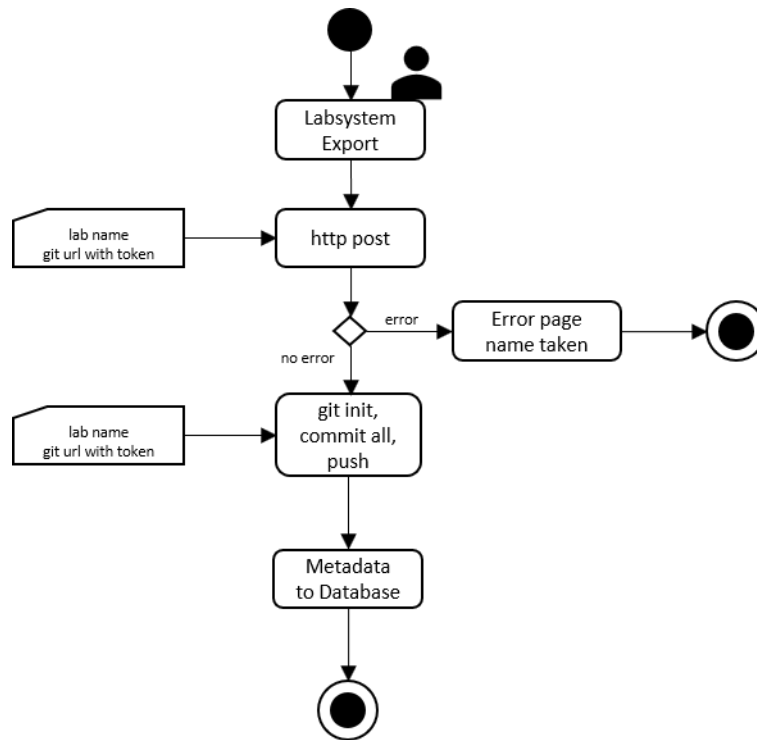 Labsystem
Export
lab name
git url with token
http post
error
Error page
name taken
no error
lab name
git url with token
git init,
commit all,
push
Metadata
to Database